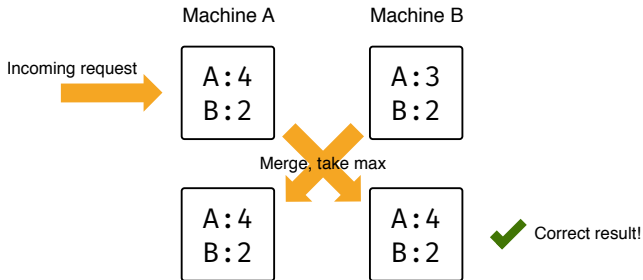 Machine A
Machine B
Incoming request
A:4
B:2
A:3
B:2
Merge, take max
A:4
B:2
A:4
B:2
Correct result!